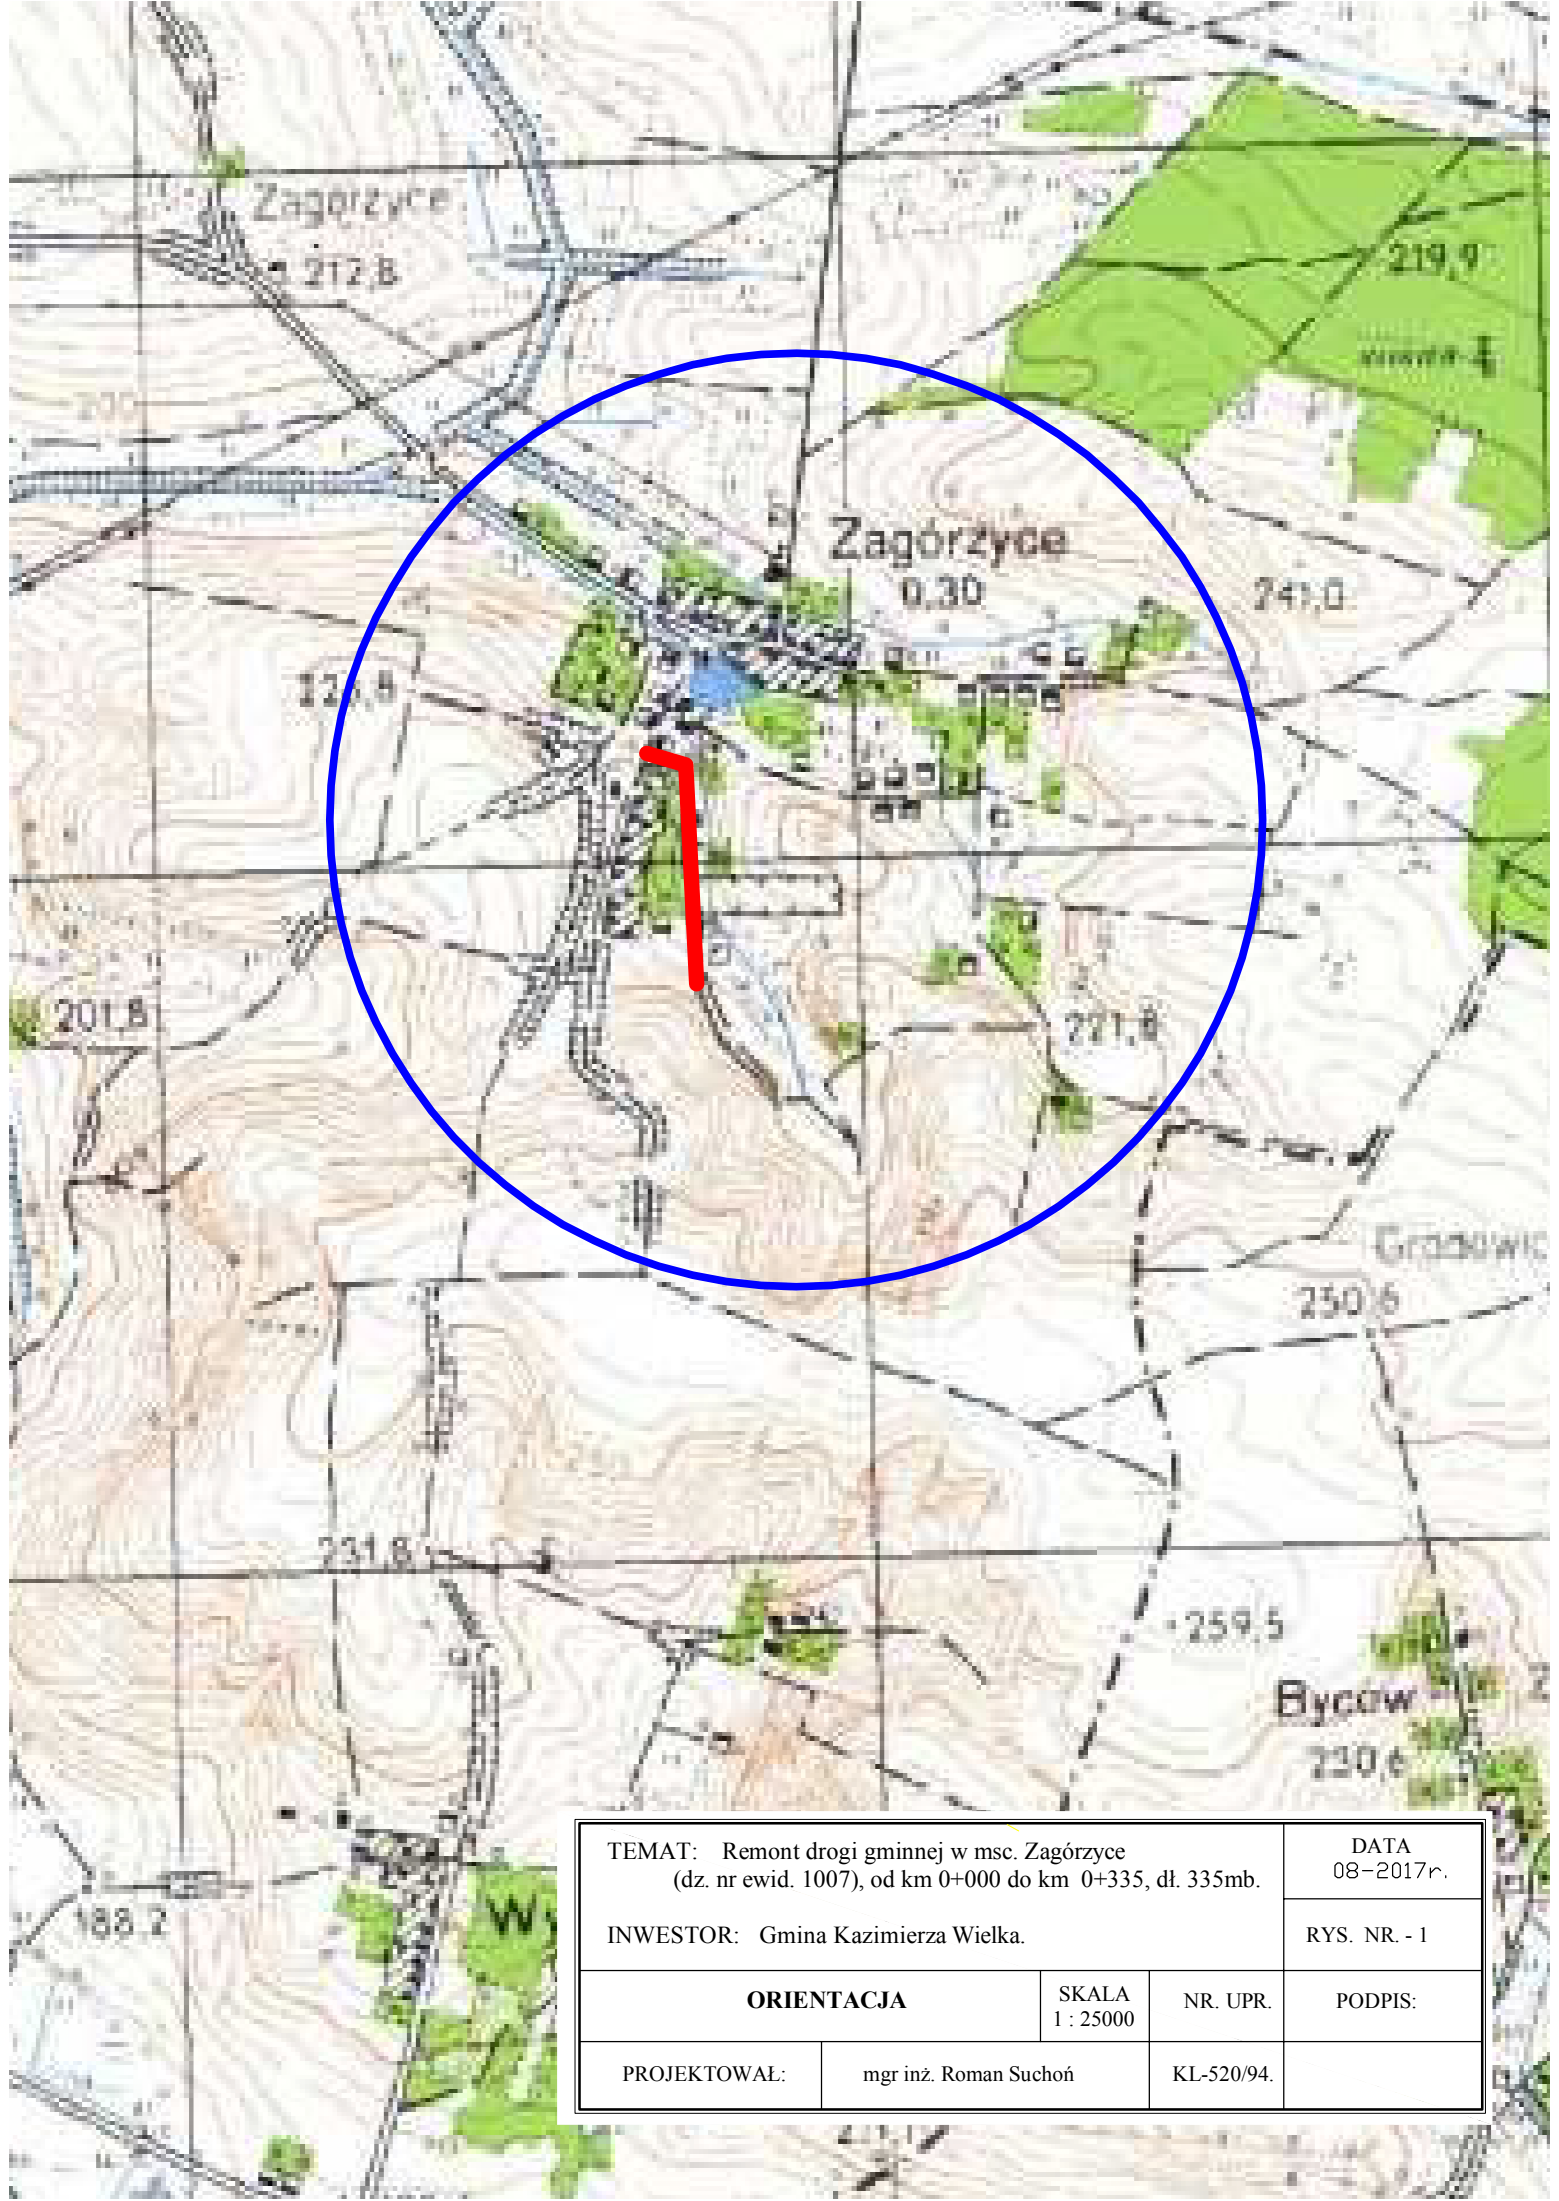 Zagórzyce
212,8
219,9
Zagórzyce
0.30
241,0
201,8
221,8
250,6
231,8
259,5
Byców
230,6
188.2
Wy
TEMAT: Remont drogi gminnej w msc. Zagórzyce
(dz. nr ewid. 1007), od km 0+000 do km 0+335, dł. 335mb.
DATA
08-2017r.
INWESTOR: Gmina Kazimierza Wielka.
RYS. NR. - 1
ORIENTACJA
SKALA
1 : 25000
NR. UPR.
PODPIS:
PROJEKTOWAŁ:
mgr inż. Roman Suchoń
KL-520/94.